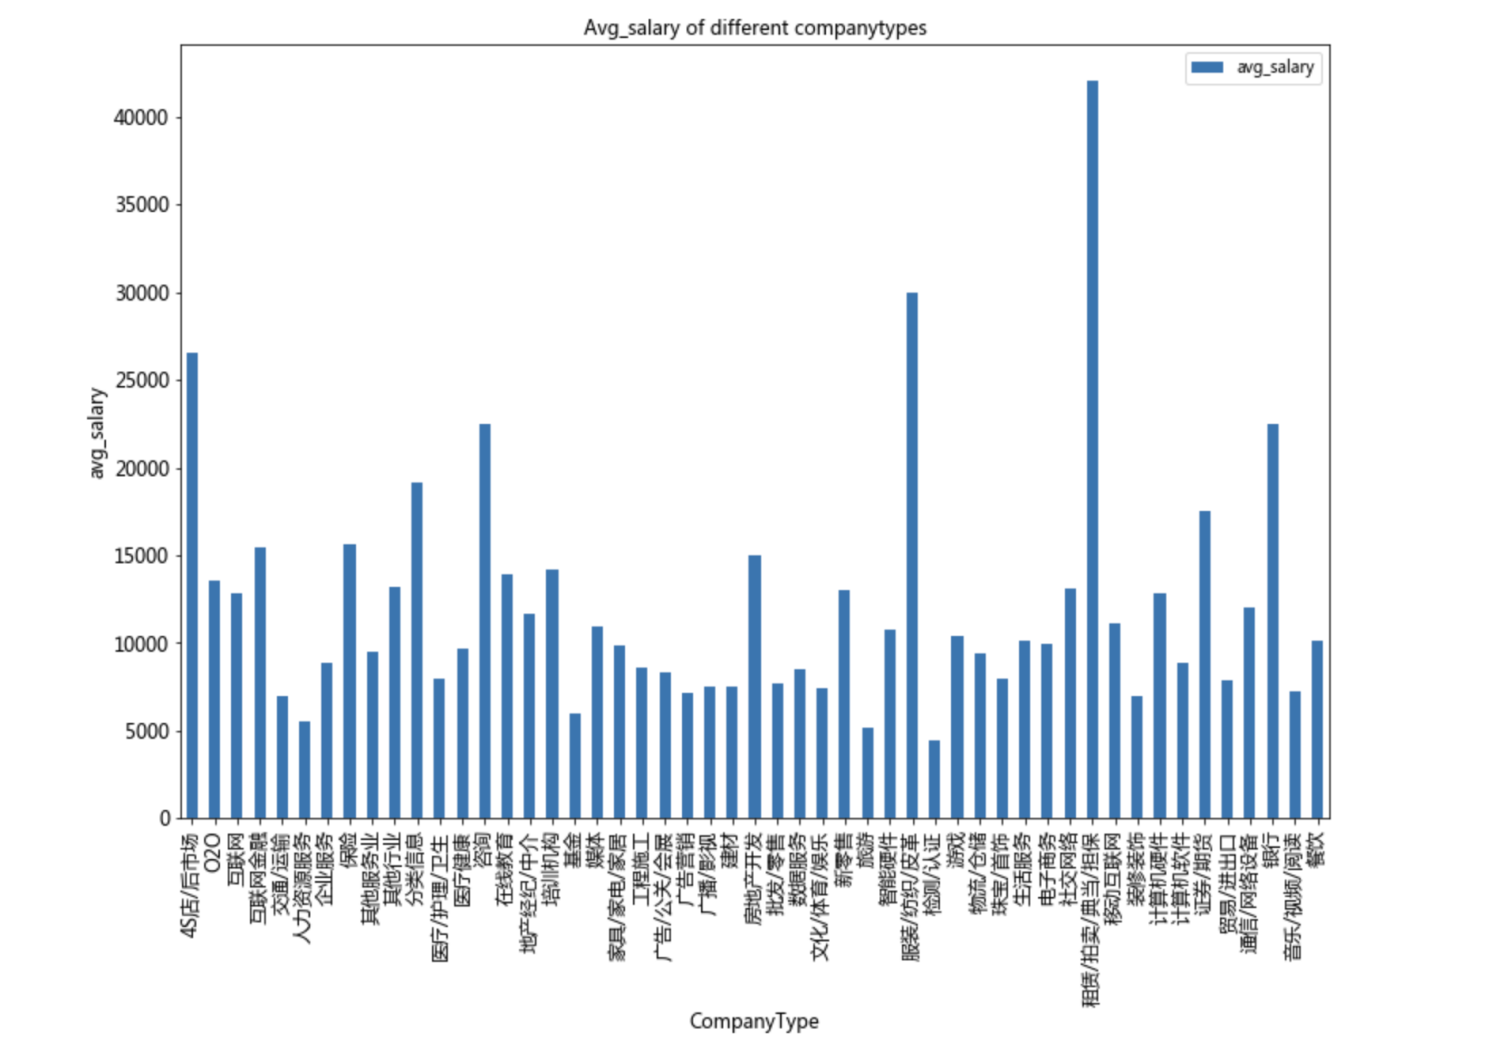 Avg_salary of different companytypes
avg_salary
40000
35000
30000
25000
20000
15000
10000
5000
0
avg_salary
4S店/后市场
O2O
互联网
互联网金融
交通/运输
人力资源服务
企业服务
保险
其他服务业
其他行业
分类信息
医疗/护理/卫生
医疗健康
咨询
在线教育
地产经纪/中介
培训机构
基金
媒体
家具/家电/家居
工程施工
广告/公关/会展
广告营销
广播/影视
建材
房地产开发
批发/零售
数据服务
文化/体育/娱乐
新零售
旅游
智能硬件
服装/纺织/皮革
检测/认证
游戏
物流/仓储
珠宝/首饰
生活服务
电子商务
社交网络
租赁/拍卖/典当/担保
移动互联网
装修装饰
计算机硬件
计算机软件
证券/期货
贸易/进出口
通信/网络设备
银行
音乐/视频/阅读
餐饮
CompanyType